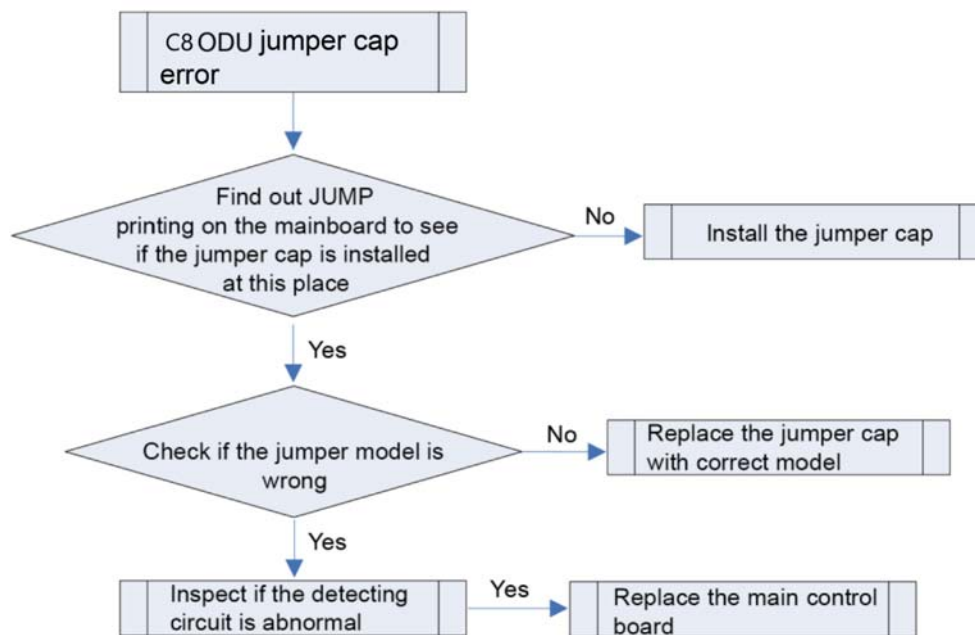 C8 ODU jumper cap
error
Find out JUMP
printing on the mainboard to see
if the jumper cap is installed
at this place
No
Install the jumper cap
Yes
Check if the jumper model is
wrong
No
Replace the jumper cap
with correct model
Yes
Inspect if the detecting
circuit is abnormal
Yes
Replace the main control
board